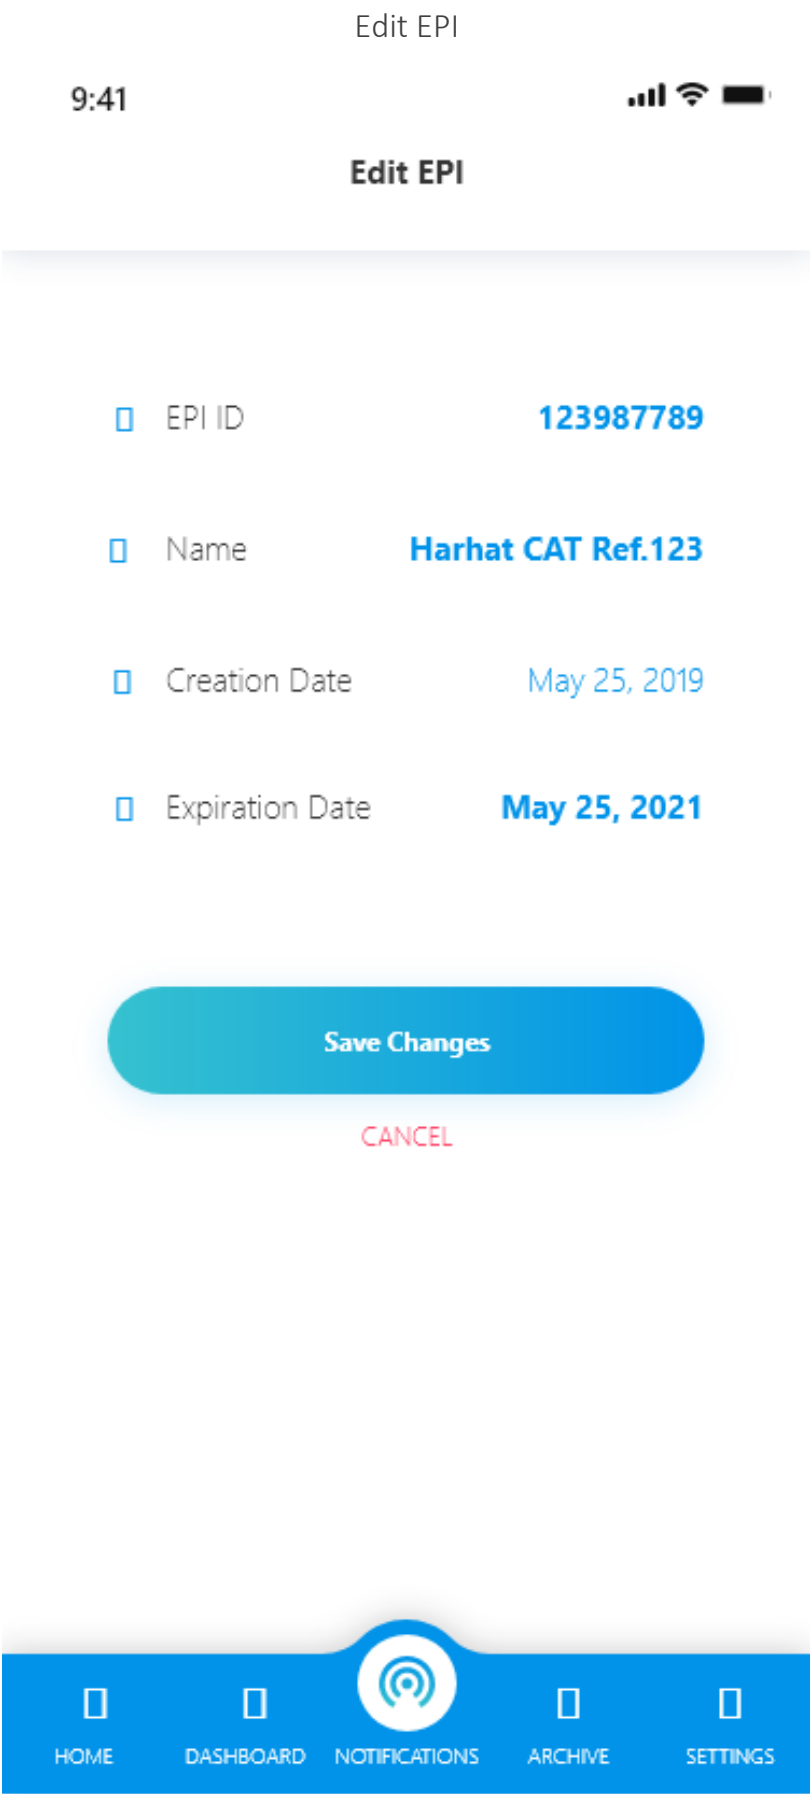 Edit EPI
9:41
Edit EPI
EPI ID 123987789
Name Harhat CAT Ref.123
Creation Date May 25, 2019
Expiration Date May 25, 2021
Save Changes
CANCEL
HOME DASHBOARD NOTIFICATIONS ARCHIVE SETTINGS